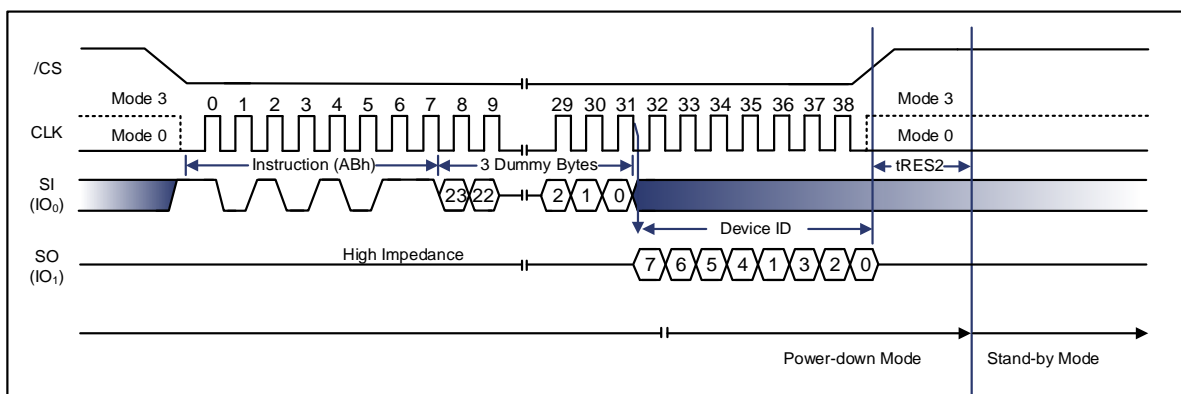 /CS
Mode 3
0 1 2 3 4 5 6 7 8 9 29 30 31 32 33 34 35 36 37 38
Mode 3
CLK
Mode 0
Mode 0
Instruction (ABh)
3 Dummy Bytes
tRES2
SI
(IO0)
23 22 2 1 0
Device ID
SO
(IO1)
High Impedance
7 6 5 4 1 3 2 0
Power-down Mode
Stand-by Mode